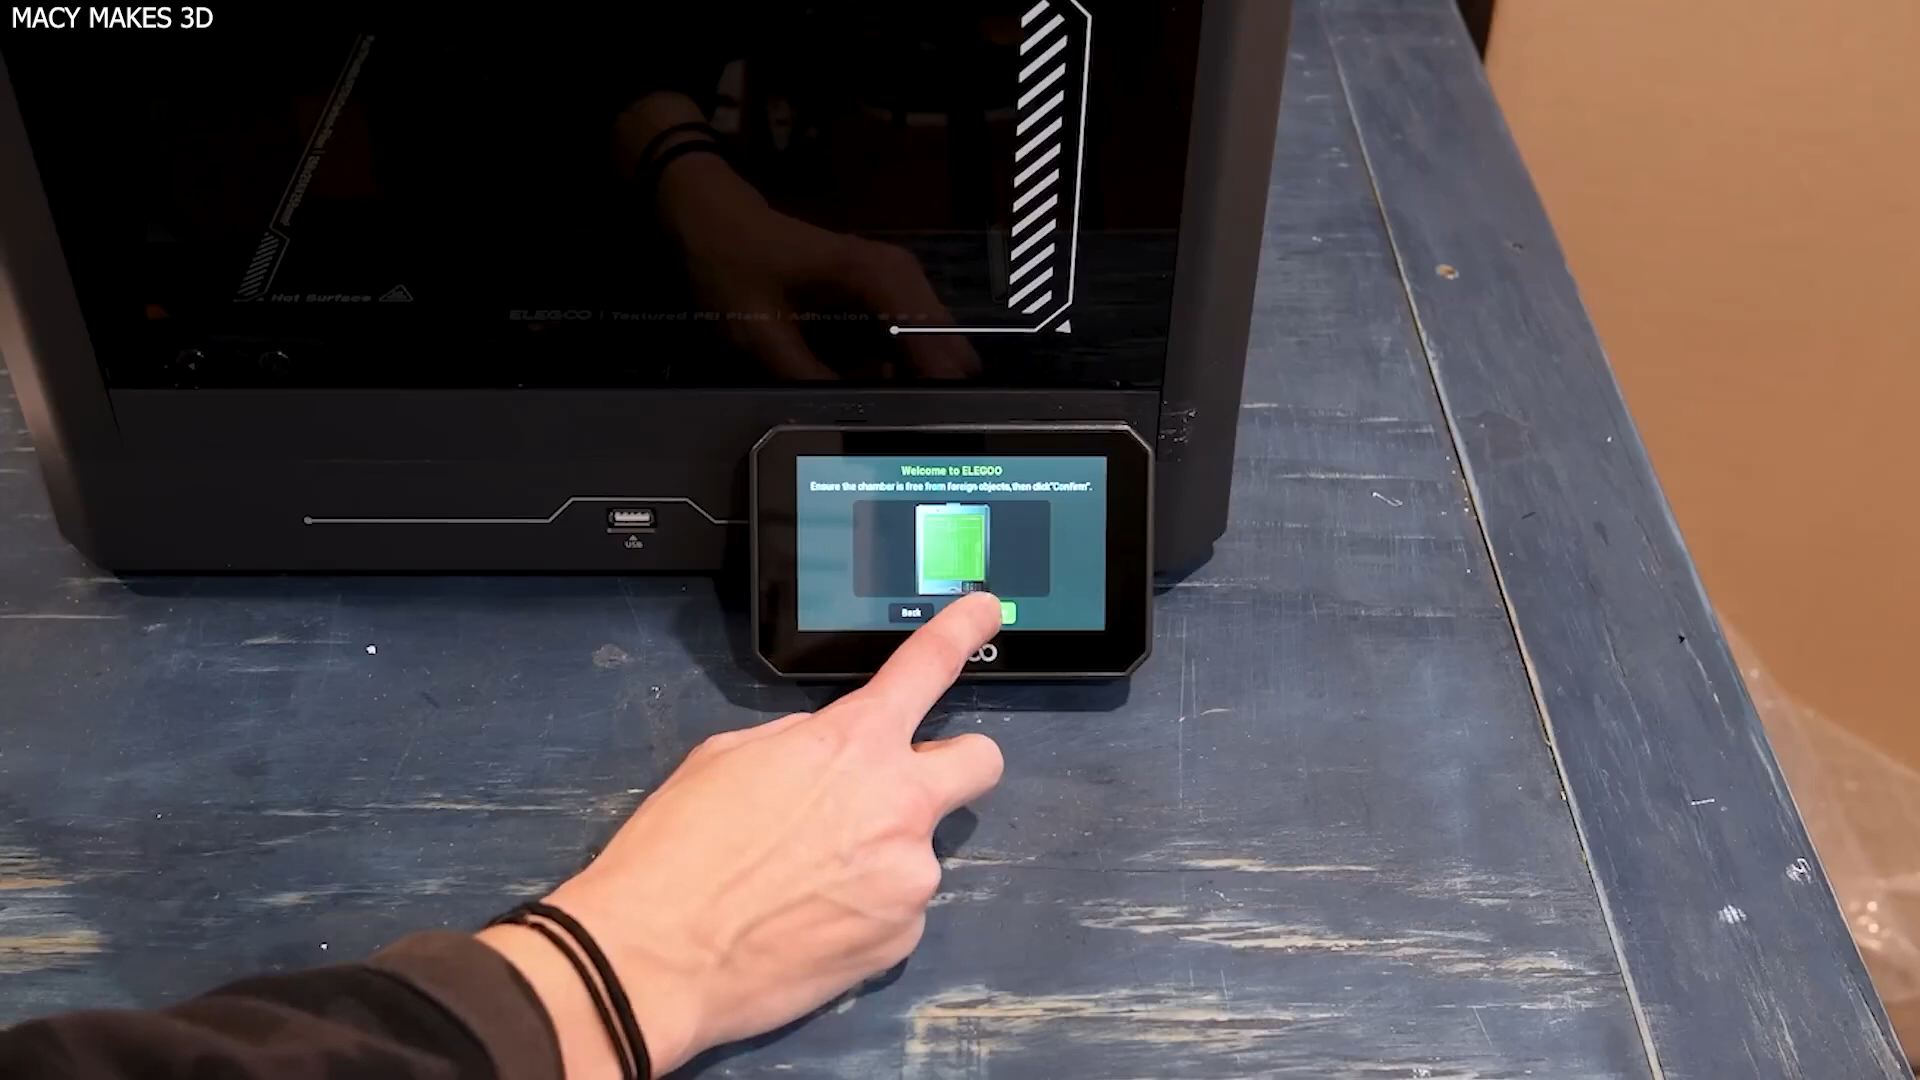 MACY MAKES 3D
Hot Surface
ELEGOO | Textured PEI Plate | Adhesion
USB
Welcome to ELEGOO
Ensure the chamber is free from foreign objects, then click "Confirm".
Back